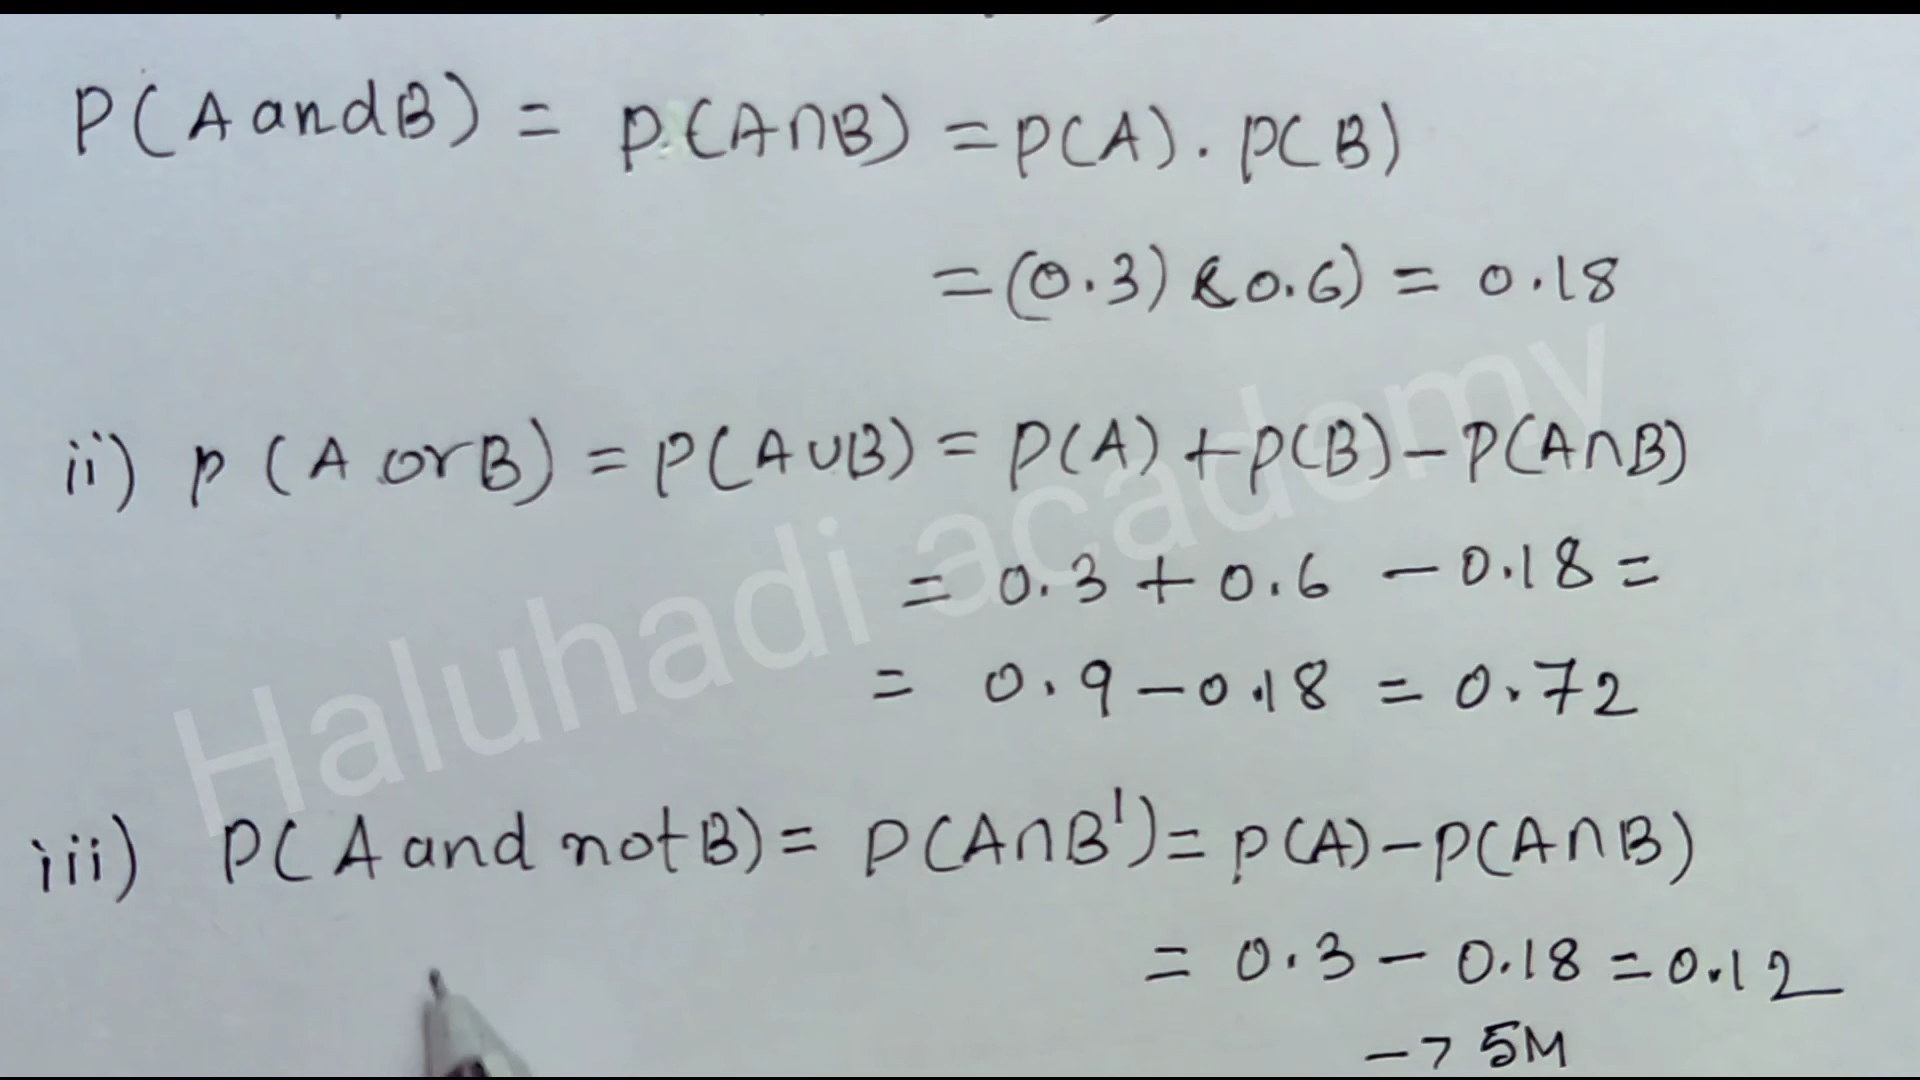 P(A and B) = P(A∩B) = P(A). P(B)
= (0.3) (0.6) = 0.18
ii) P(A or B) = P(A∪B) = P(A) + P(B) - P(A∩B)
= 0.3 + 0.6 - 0.18 =
= 0.9 - 0.18 = 0.72
iii) P(A and not B) = P(A∩B') = P(A) - P(A∩B)
= 0.3 - 0.18 = 0.12
→ 5M
Haluhadi academy